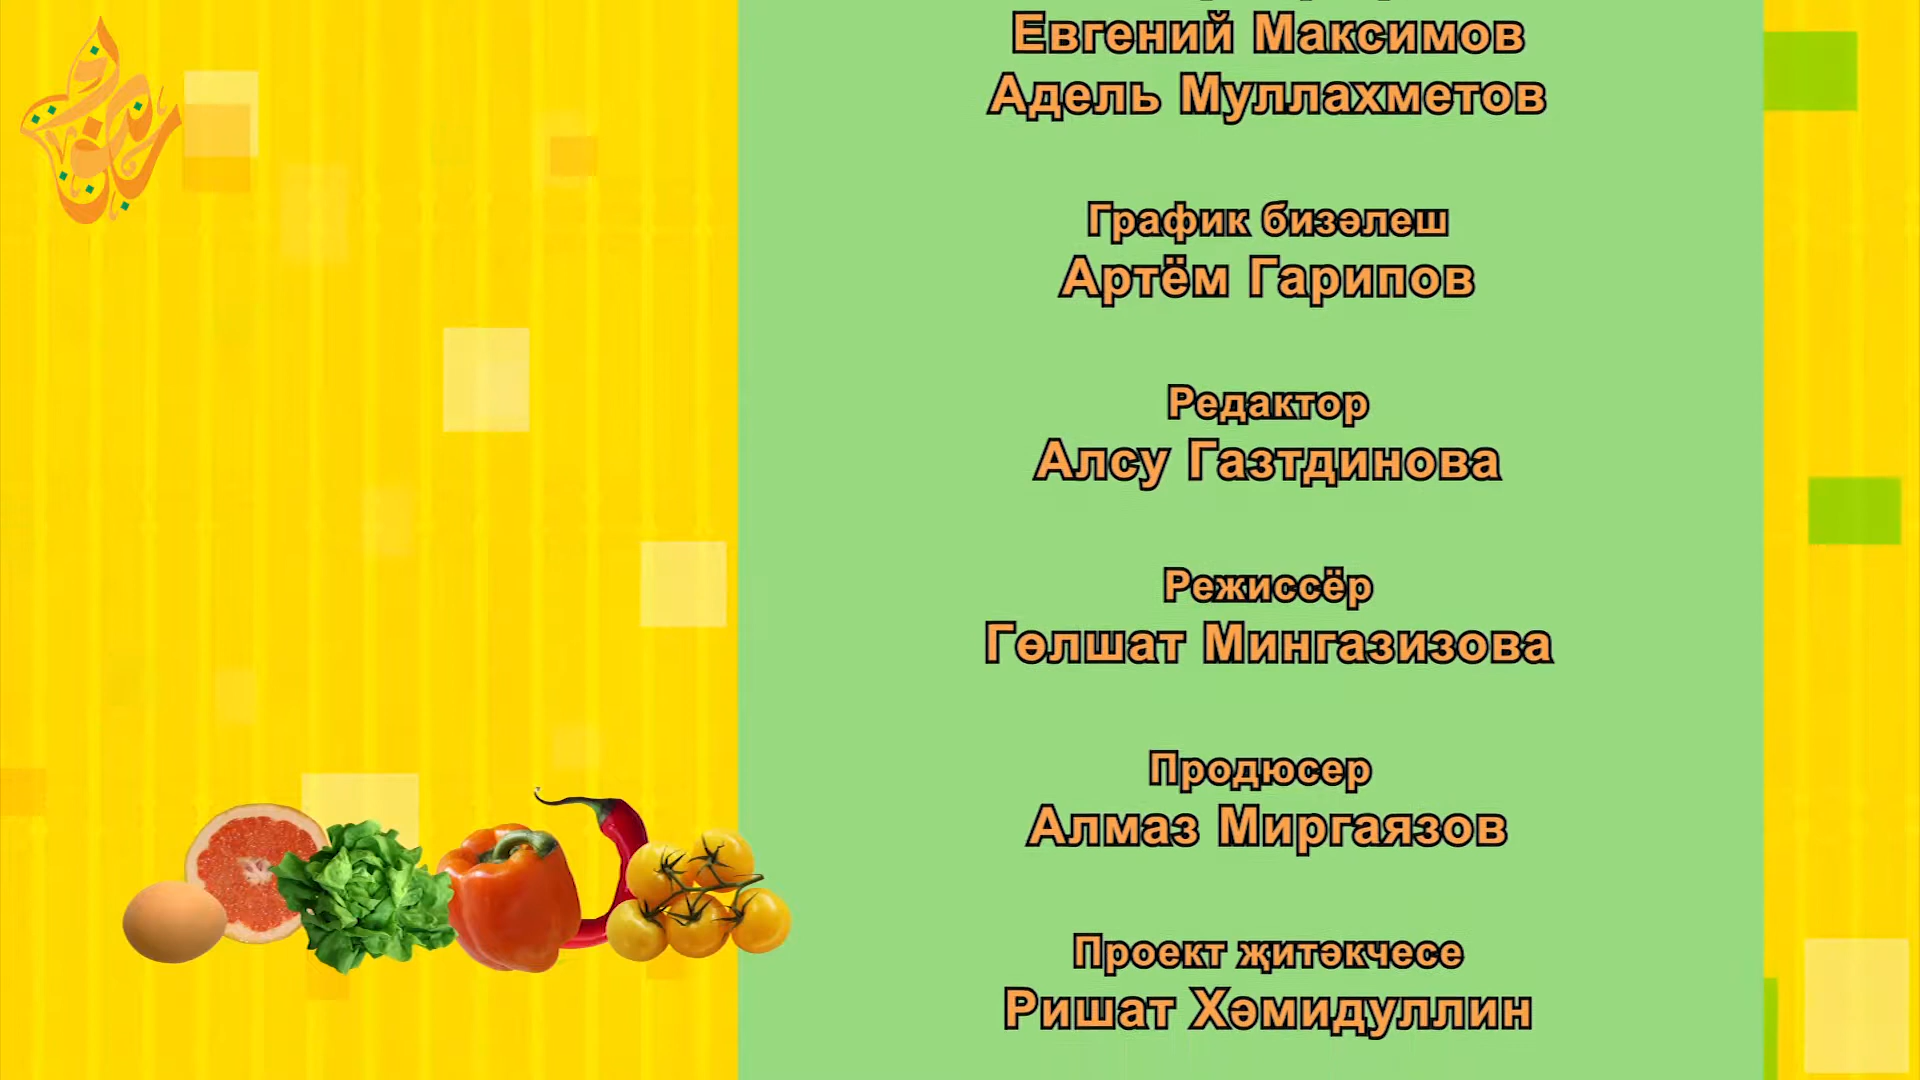 Евгений Максимов
Адель Муллахметов
График бизәлеш
Артём Гарипов
Редактор
Алсу Газтдинова
Режиссёр
Гөлшат Мингазизова
Продюсер
Алмаз Миргаязов
Проект җитәкчесе
Ришат Хәмидуллин